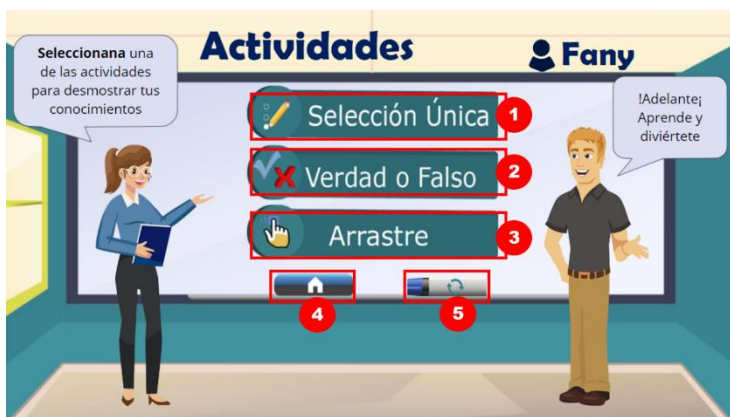 Actividades
Fany
Seleccionana una
de las actividades
para desmostrar tus
conocimientos
!Adelante¡
Aprende y
diviértete
Selección Única
1
Verdad o Falso
2
Arrastre
3
4
5